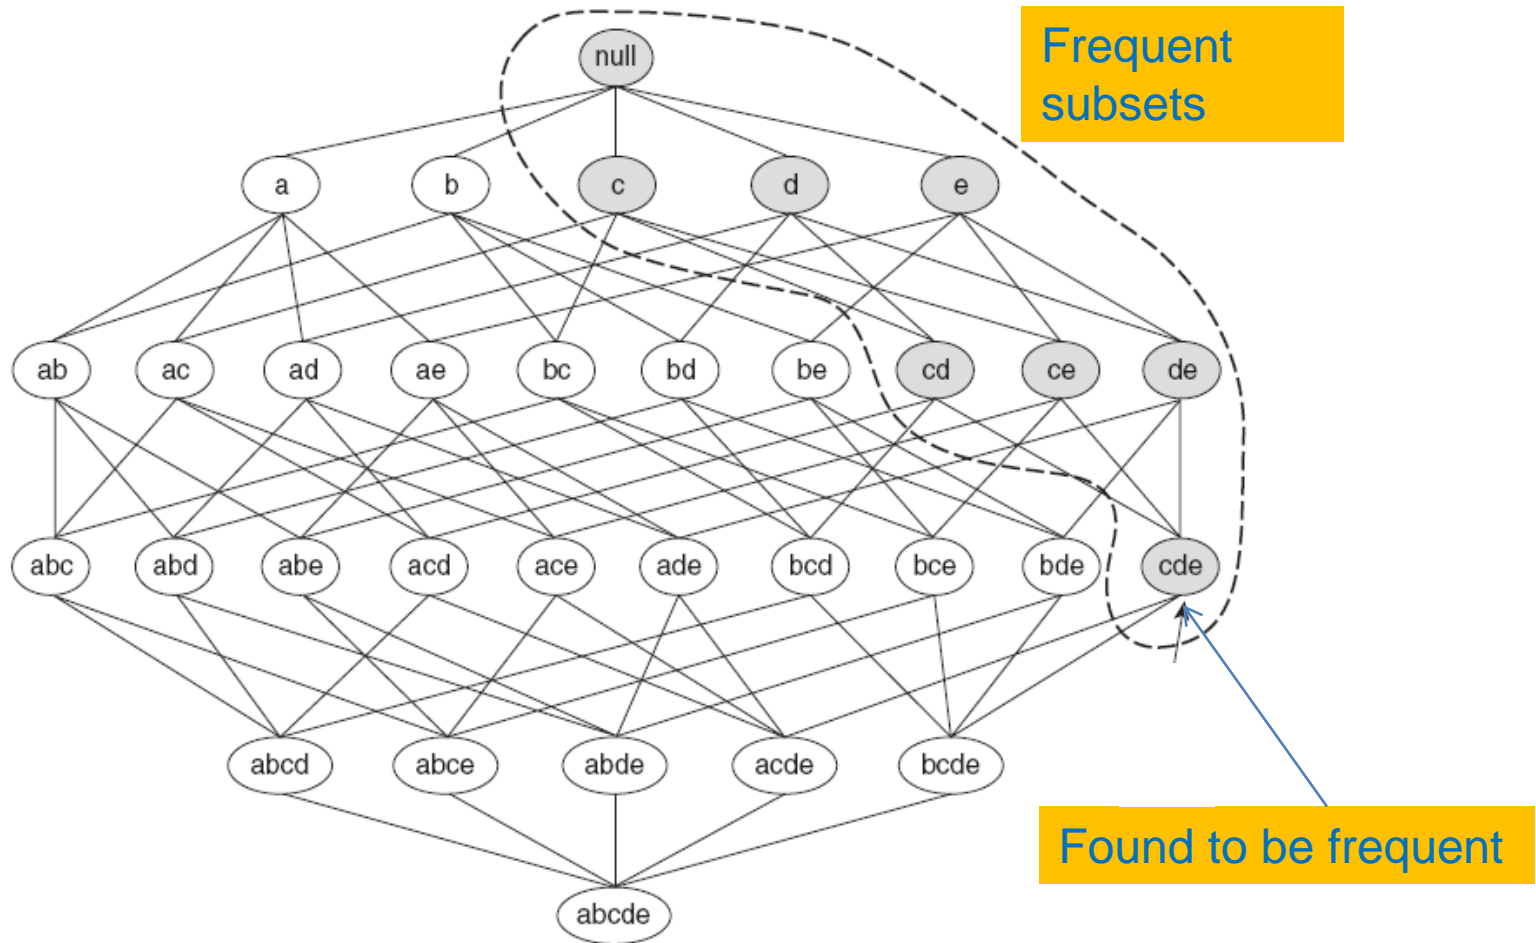 Frequent
subsets
null
a b c d e
ab ac ad ae bc bd be cd ce de
abc abd abe acd ace ade bcd bce bde cde
abcd abce abde acde bcde
Found to be frequent
abcde